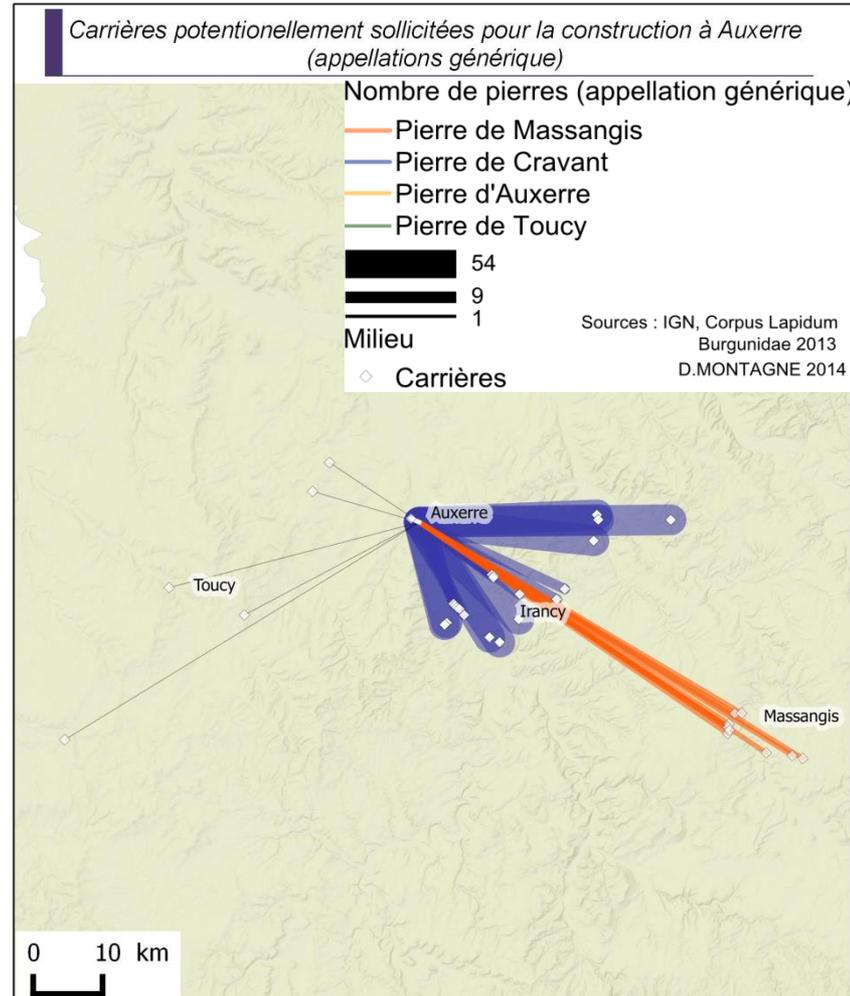 Carrières potentionellement sollicitées pour la construction à Auxerre
(appellations générique)
Nombre de pierres (appellation générique)
Pierre de Massangis
Pierre de Cravant
Pierre d'Auxerre
Pierre de Toucy
54
9
1
Sources : IGN, Corpus Lapidum
Burgunidae 2013
Milieu
D.MONTAGNE 2014
Carrières
Auxerre
Toucy
Irancy
Massangis
0 10 km